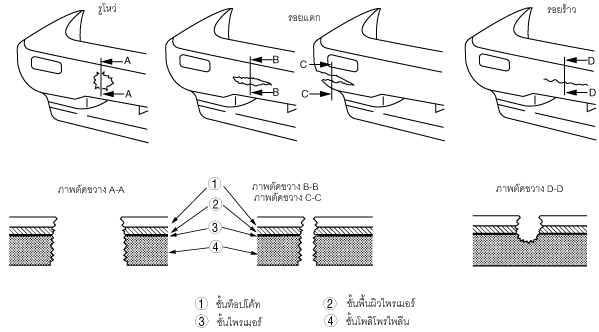 รูโหว่
รอยแตก
รอยร้าว
A
A
B
B
C
C
D
D
ภาพตัดขวาง A-A
ภาพตัดขวาง B-B
ภาพตัดขวาง C-C
ภาพตัดขวาง D-D
1
2
3
4
1 ชั้นท็อปโค้ท
2 ชั้นพื้นผิวไพรเมอร์
3 ชั้นไพรเมอร์
4 ชั้นโพลีโพรไพลีน